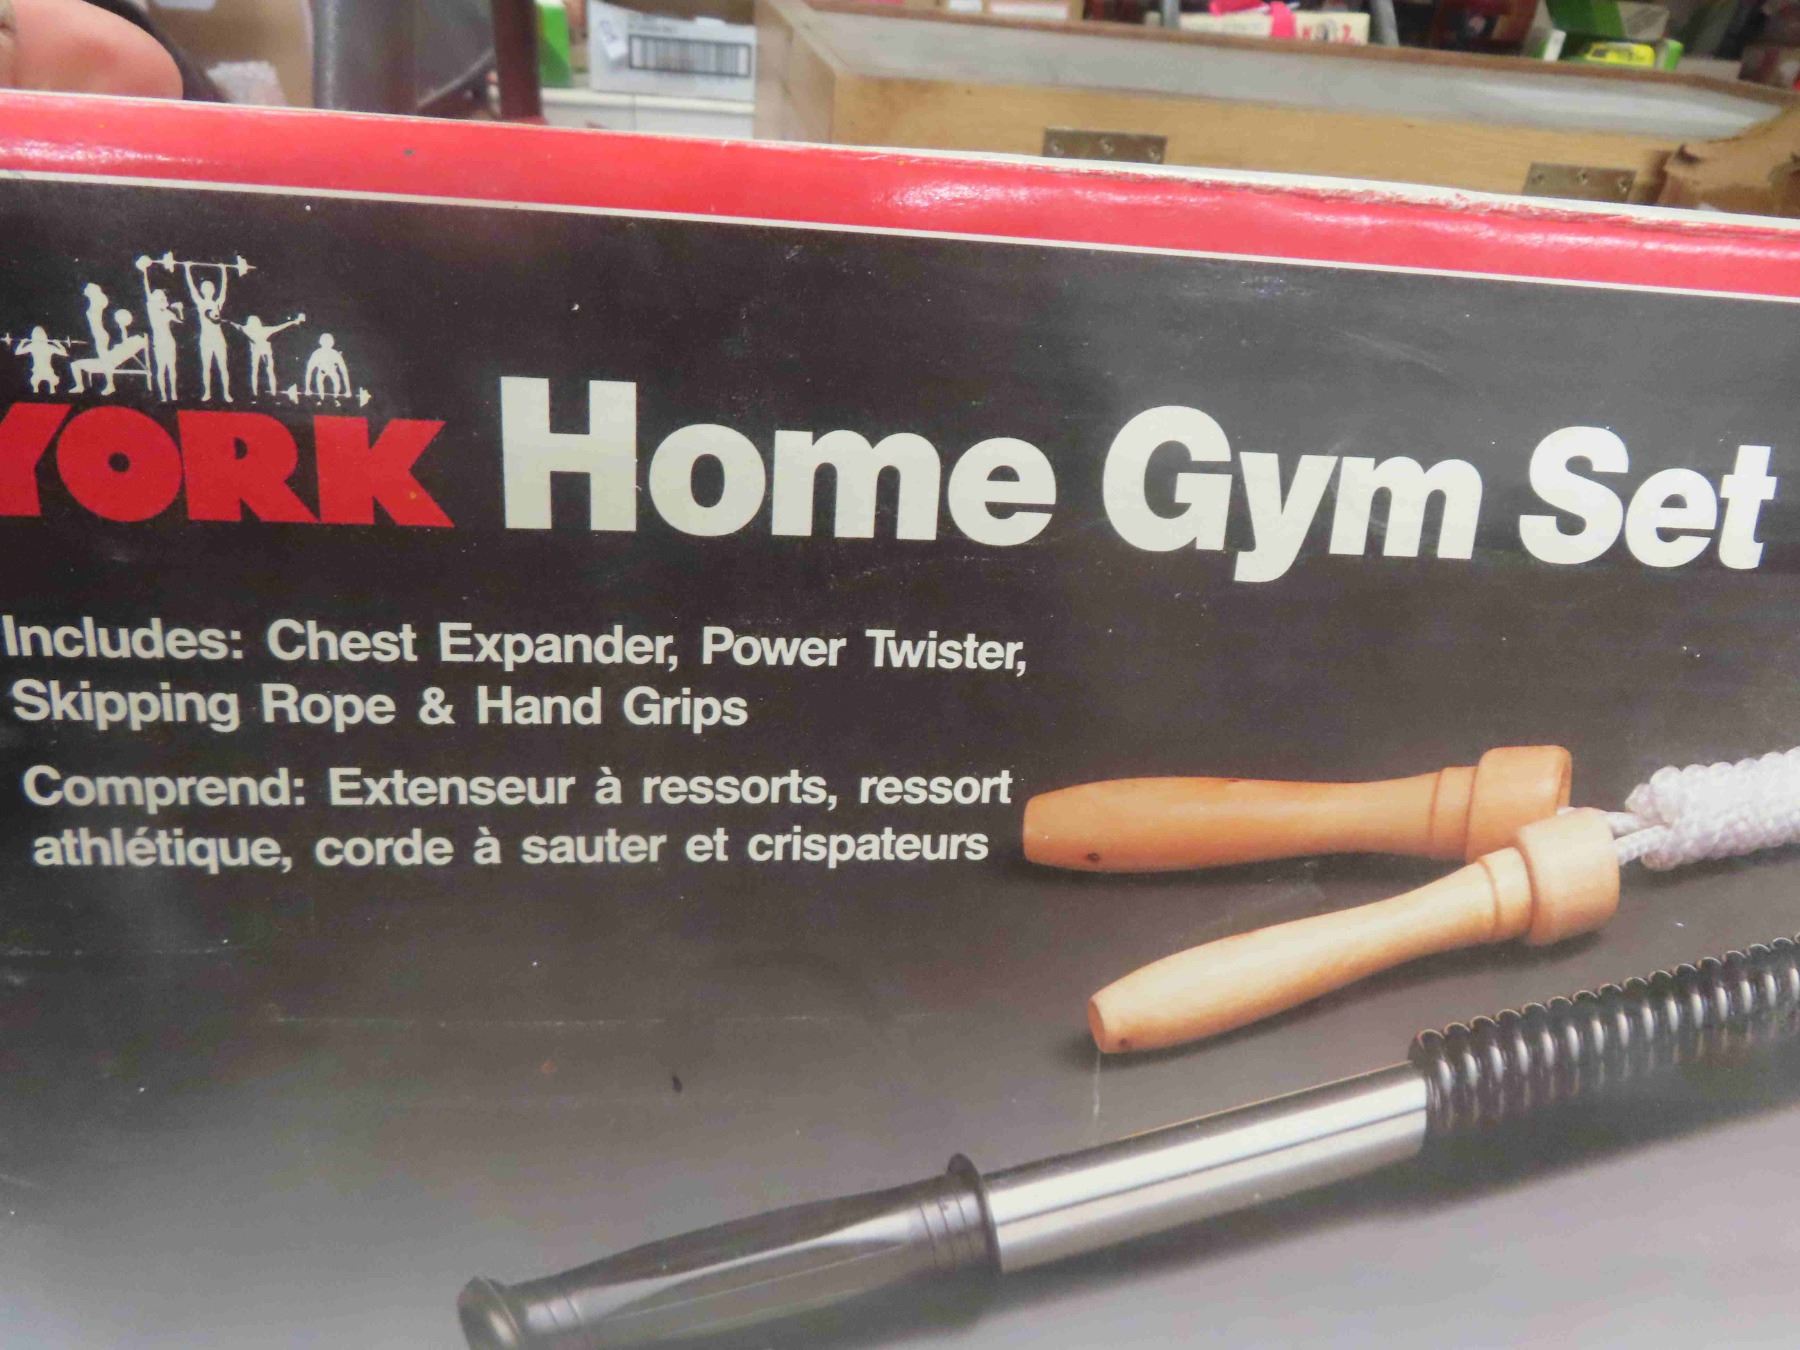 YORK Home Gym Set
Includes: Chest Expander, Power Twister,
Skipping Rope & Hand Grips
Comprend: Extenseur à ressorts, ressort
athlétique, corde à sauter et crispateurs